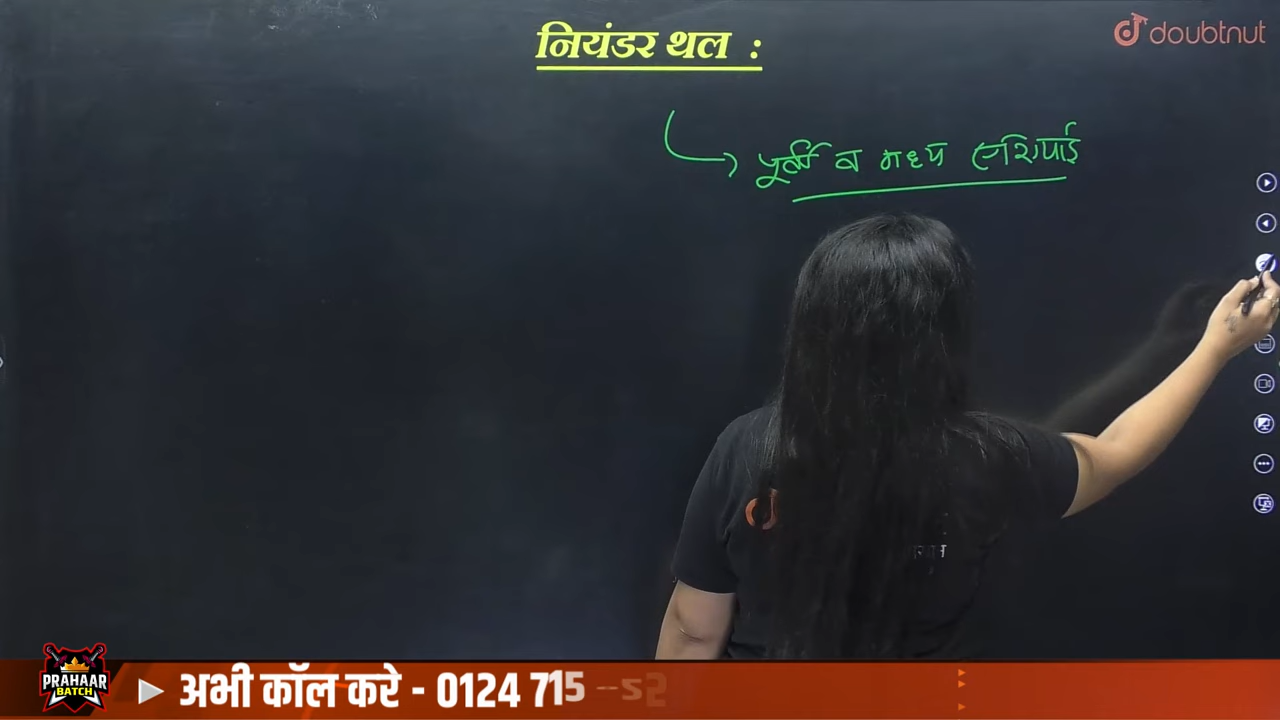 नियंडर थल :
doubtnut
पूर्वी व मध्य एशियाई
PRAHAAR
BATCH
अभी कॉल करे - 0124 715